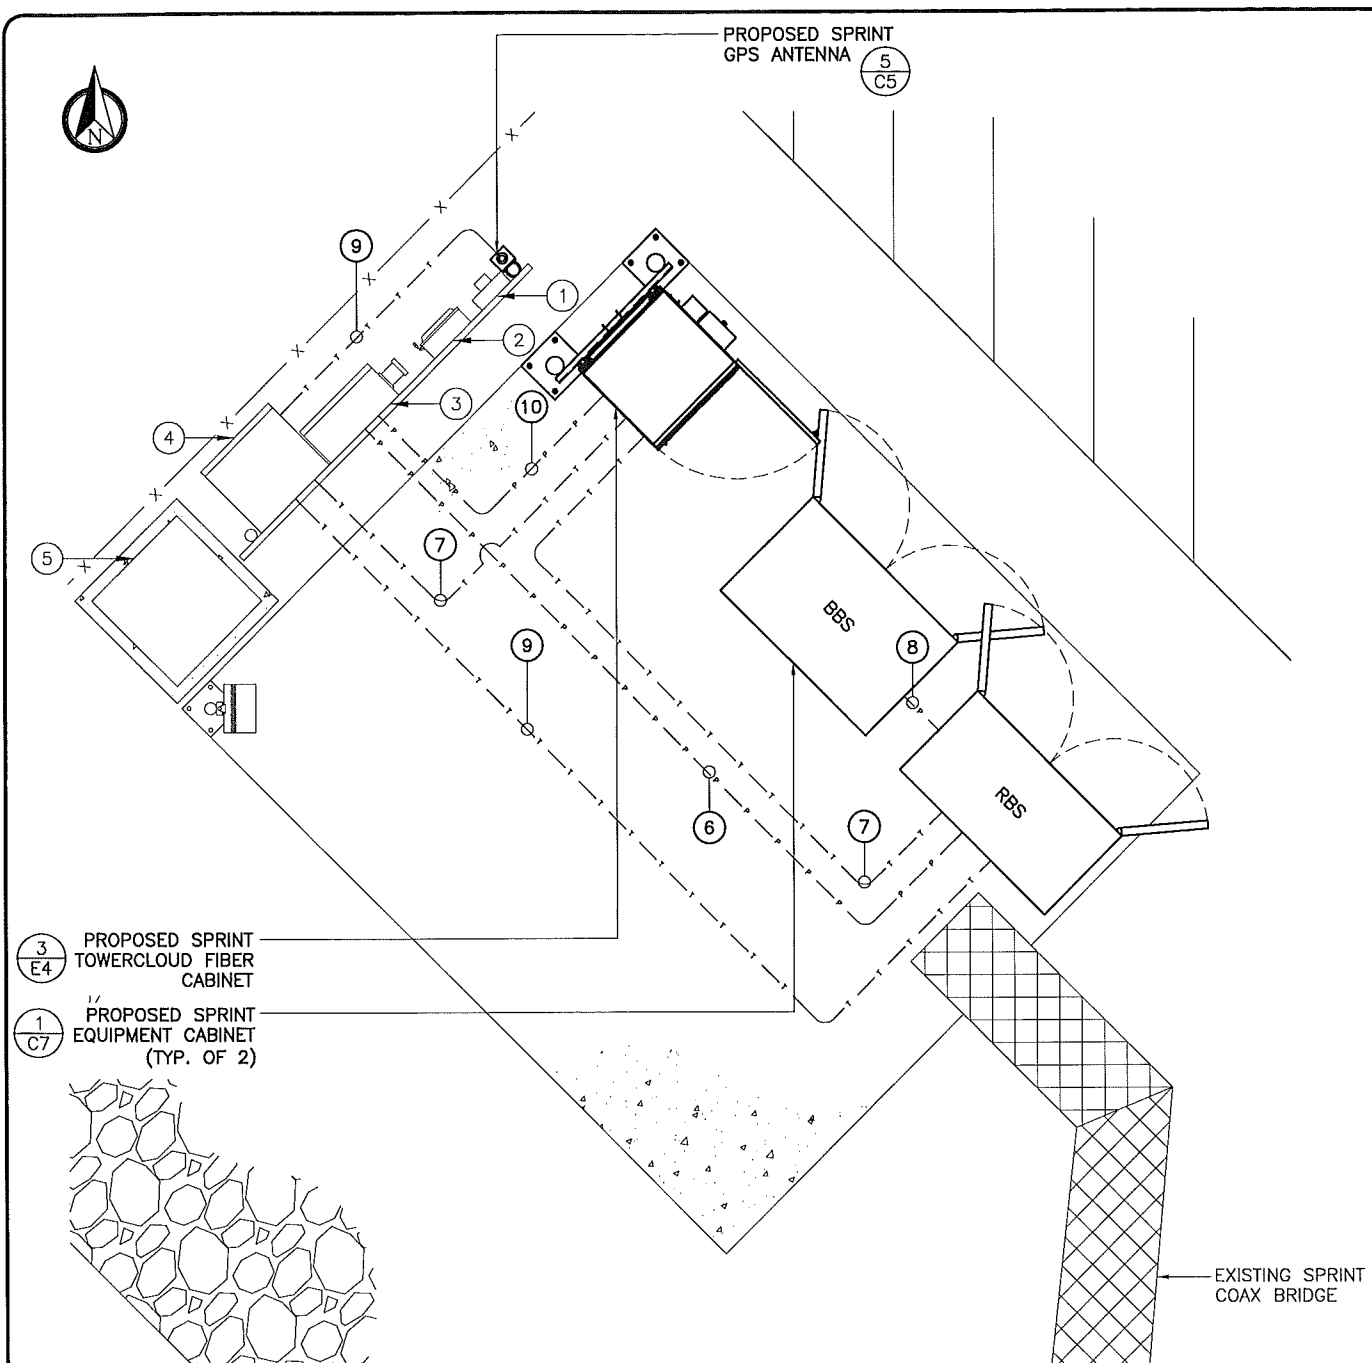 PROPOSED SPRINT
GPS ANTENNA
5
C5
N
9
1
2
3
10
4
5
7
BBS
9
8
RBS
6
7
3
E4
PROPOSED SPRINT
TOWERCLOUD FIBER
CABINET
1
C7
PROPOSED SPRINT
EQUIPMENT CABINET
(TYP. OF 2)
EXISTING SPRINT
COAX BRIDGE